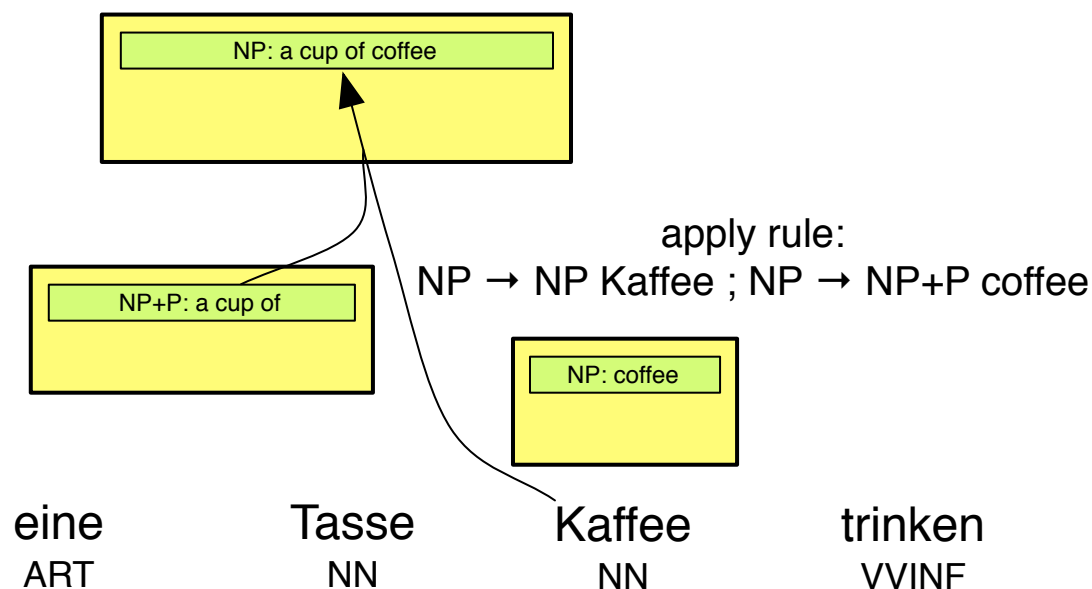 NP: a cup of coffee
apply rule:
NP → NP Kaffee ; NP → NP+P coffee
NP+P: a cup of
NP: coffee
eine Tasse Kaffee trinken
ART NN NN VVINF